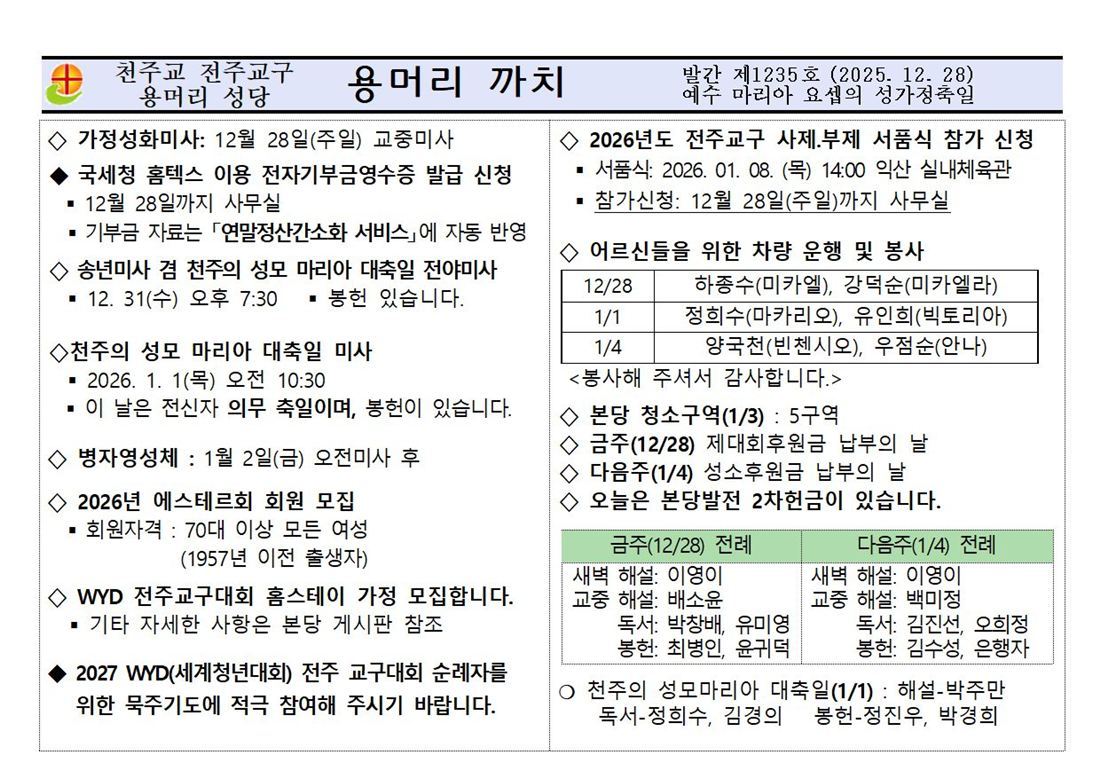 천주교 전주교구
용머리 성당
용머리 까치
발간 제1235호 (2025. 12. 28)
예수 마리아 요셉의 성가정축일
◇ 가정성화미사: 12월 28일(주일) 교중미사
◆ 국세청 홈텍스 이용 전자기부금영수증 발급 신청
▪ 12월 28일까지 사무실
▪ 기부금 자료는 「연말정산간소화 서비스」에 자동 반영
◇ 송년미사 겸 천주의 성모 마리아 대축일 전야미사
▪ 12. 31(수) 오후 7:30 ▪ 봉헌 있습니다.
◇천주의 성모 마리아 대축일 미사
▪ 2026. 1. 1(목) 오전 10:30
▪ 이 날은 전신자 의무 축일이며, 봉헌이 있습니다.
◇ 병자영성체 : 1월 2일(금) 오전미사 후
◇ 2026년 에스테르회 회원 모집
▪ 회원자격 : 70대 이상 모든 여성
(1957년 이전 출생자)
◇ WYD 전주교구대회 홈스테이 가정 모집합니다.
▪ 기타 자세한 사항은 본당 게시판 참조
◆ 2027 WYD(세계청년대회) 전주 교구대회 순례자를
위한 묵주기도에 적극 참여해 주시기 바랍니다.
◇ 2026년도 전주교구 사제.부제 서품식 참가 신청
▪ 서품식: 2026. 01. 08. (목) 14:00 익산 실내체육관
▪ 참가신청: 12월 28일(주일)까지 사무실
◇ 어르신들을 위한 차량 운행 및 봉사
12/28 하종수(미카엘), 강덕순(미카엘라)
1/1 정희수(마카리오), 유인희(빅토리아)
1/4 양국천(빈첸시오), 우점순(안나)
<봉사해 주셔서 감사합니다.>
◇ 본당 청소구역(1/3) : 5구역
◇ 금주(12/28) 제대회후원금 납부의 날
◇ 다음주(1/4) 성소후원금 납부의 날
◇ 오늘은 본당발전 2차헌금이 있습니다.
금주(12/28) 전례
새벽 해설: 이영이
교중 해설: 배소윤
독서: 박창배, 유미영
봉헌: 최병인, 윤귀덕
다음주(1/4) 전례
새벽 해설: 이영이
교중 해설: 백미정
독서: 김진선, 오희정
봉헌: 김수성, 은행자
❍ 천주의 성모마리아 대축일(1/1) : 해설-박주만
독서-정희수, 김경의 봉헌-정진우, 박경희